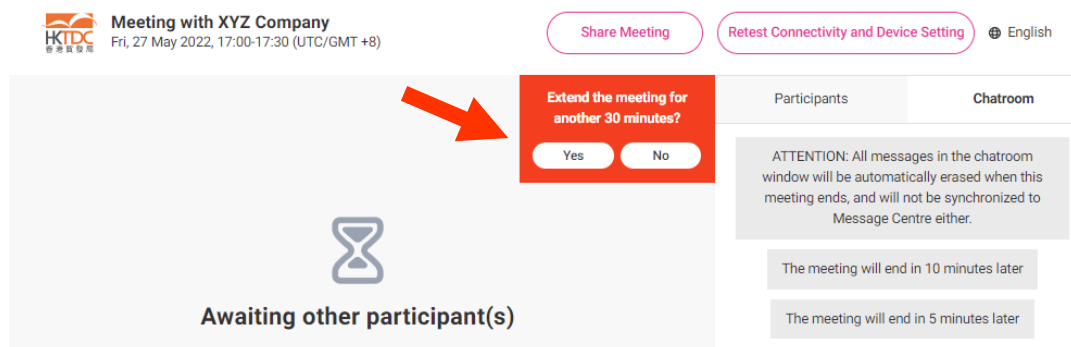 HKTDC
香港貿發局
Meeting with XYZ Company
Fri, 27 May 2022, 17:00-17:30 (UTC/GMT +8)
Share Meeting
Retest Connectivity and Device Setting
English
Extend the meeting for
another 30 minutes?
Yes
No
Participants
Chatroom
ATTENTION: All messages in the chatroom
window will be automatically erased when this
meeting ends, and will not be synchronized to
Message Centre either.
The meeting will end in 10 minutes later
The meeting will end in 5 minutes later
Awaiting other participant(s)